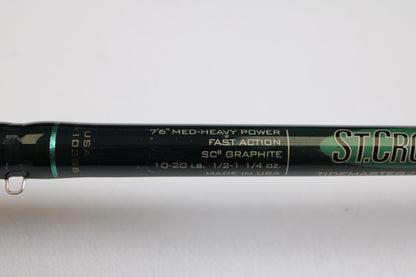 7'6" MED-HEAVY POWER
FAST ACTION
SCII GRAPHITE
10-20 LB. 1/2-1 1/4 OZ.
MADE IN USA
USA
ST.CRO
TIDEMASTER